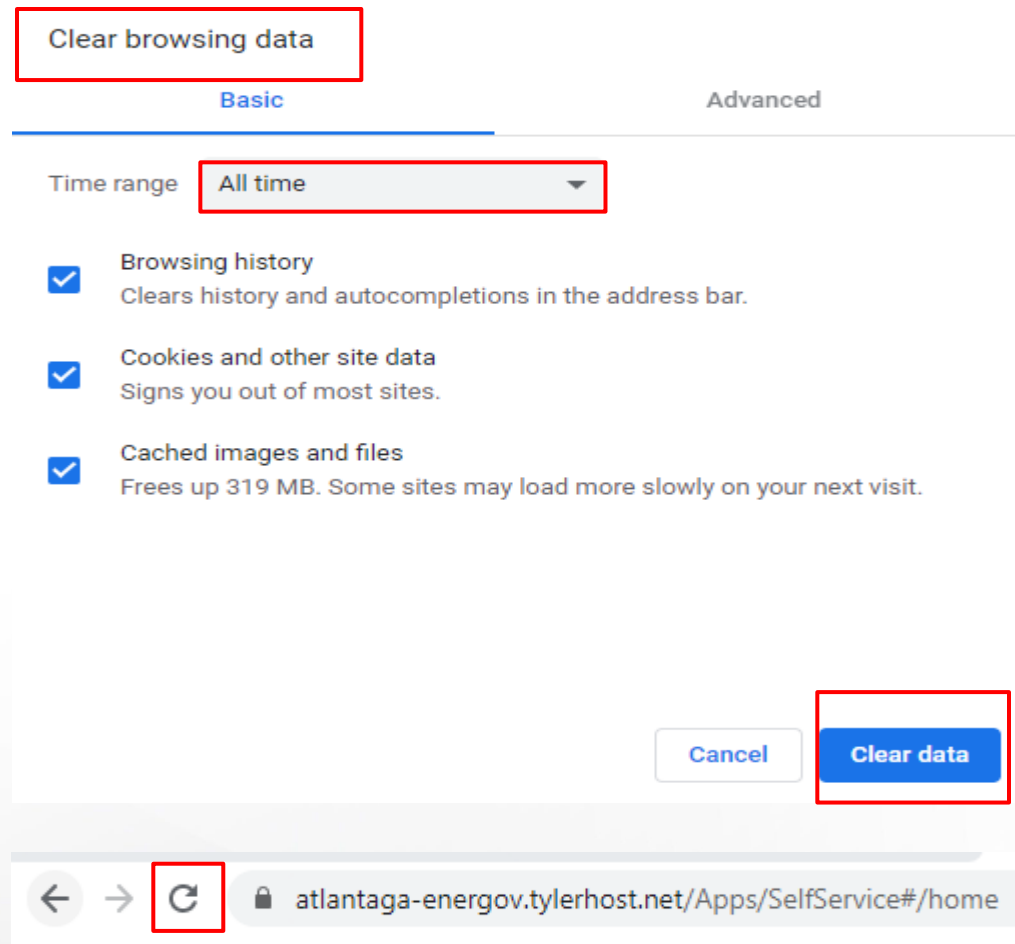 Clear browsing data
Basic
Advanced
Time range
All time
Browsing history
Clears history and autocompletions in the address bar.
Cookies and other site data
Signs you out of most sites.
Cached images and files
Frees up 319 MB. Some sites may load more slowly on your next visit.
Cancel
Clear data
atlantaga-energov.tylerhost.net/Apps/SelfService#/home